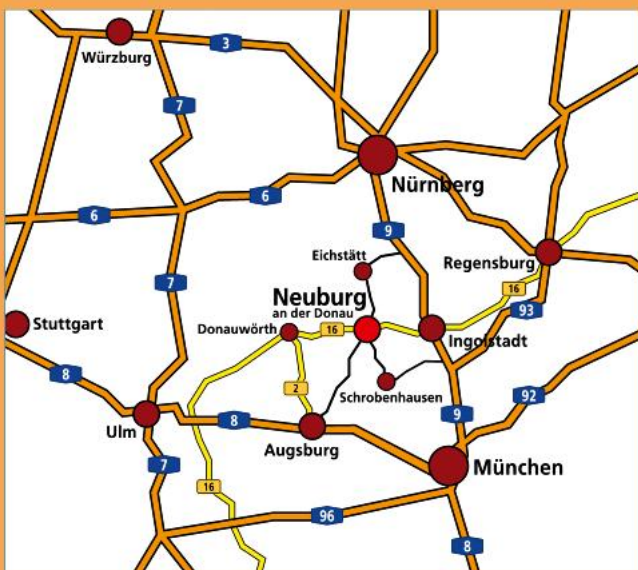 Würzburg
3
7
Nürnberg
6
6
9
Eichstätt
Regensburg
7
16
Neuburg
an der Donau
93
Stuttgart
Donauwörth
16
Ingolstadt
8
2
Schrobenhausen
92
8
9
Ulm
Augsburg
7
München
16
96
8